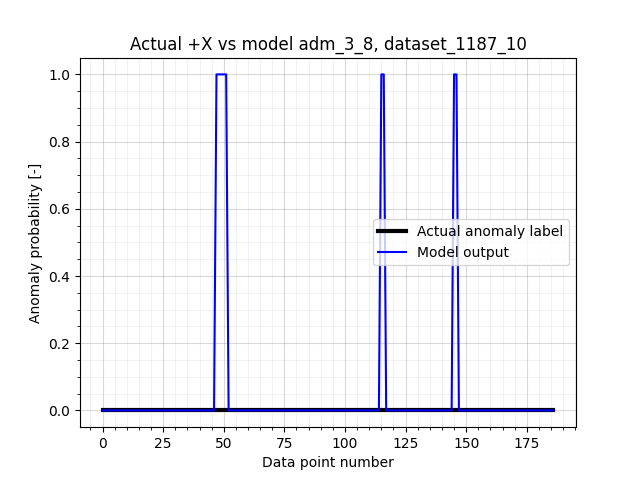 Actual +X vs model adm_3_8, dataset_1187_10
Anomaly probability [-]
1.0
0.8
0.6
0.4
0.2
0.0
Actual anomaly label
Model output
0 25 50 75 100 125 150 175
Data point number